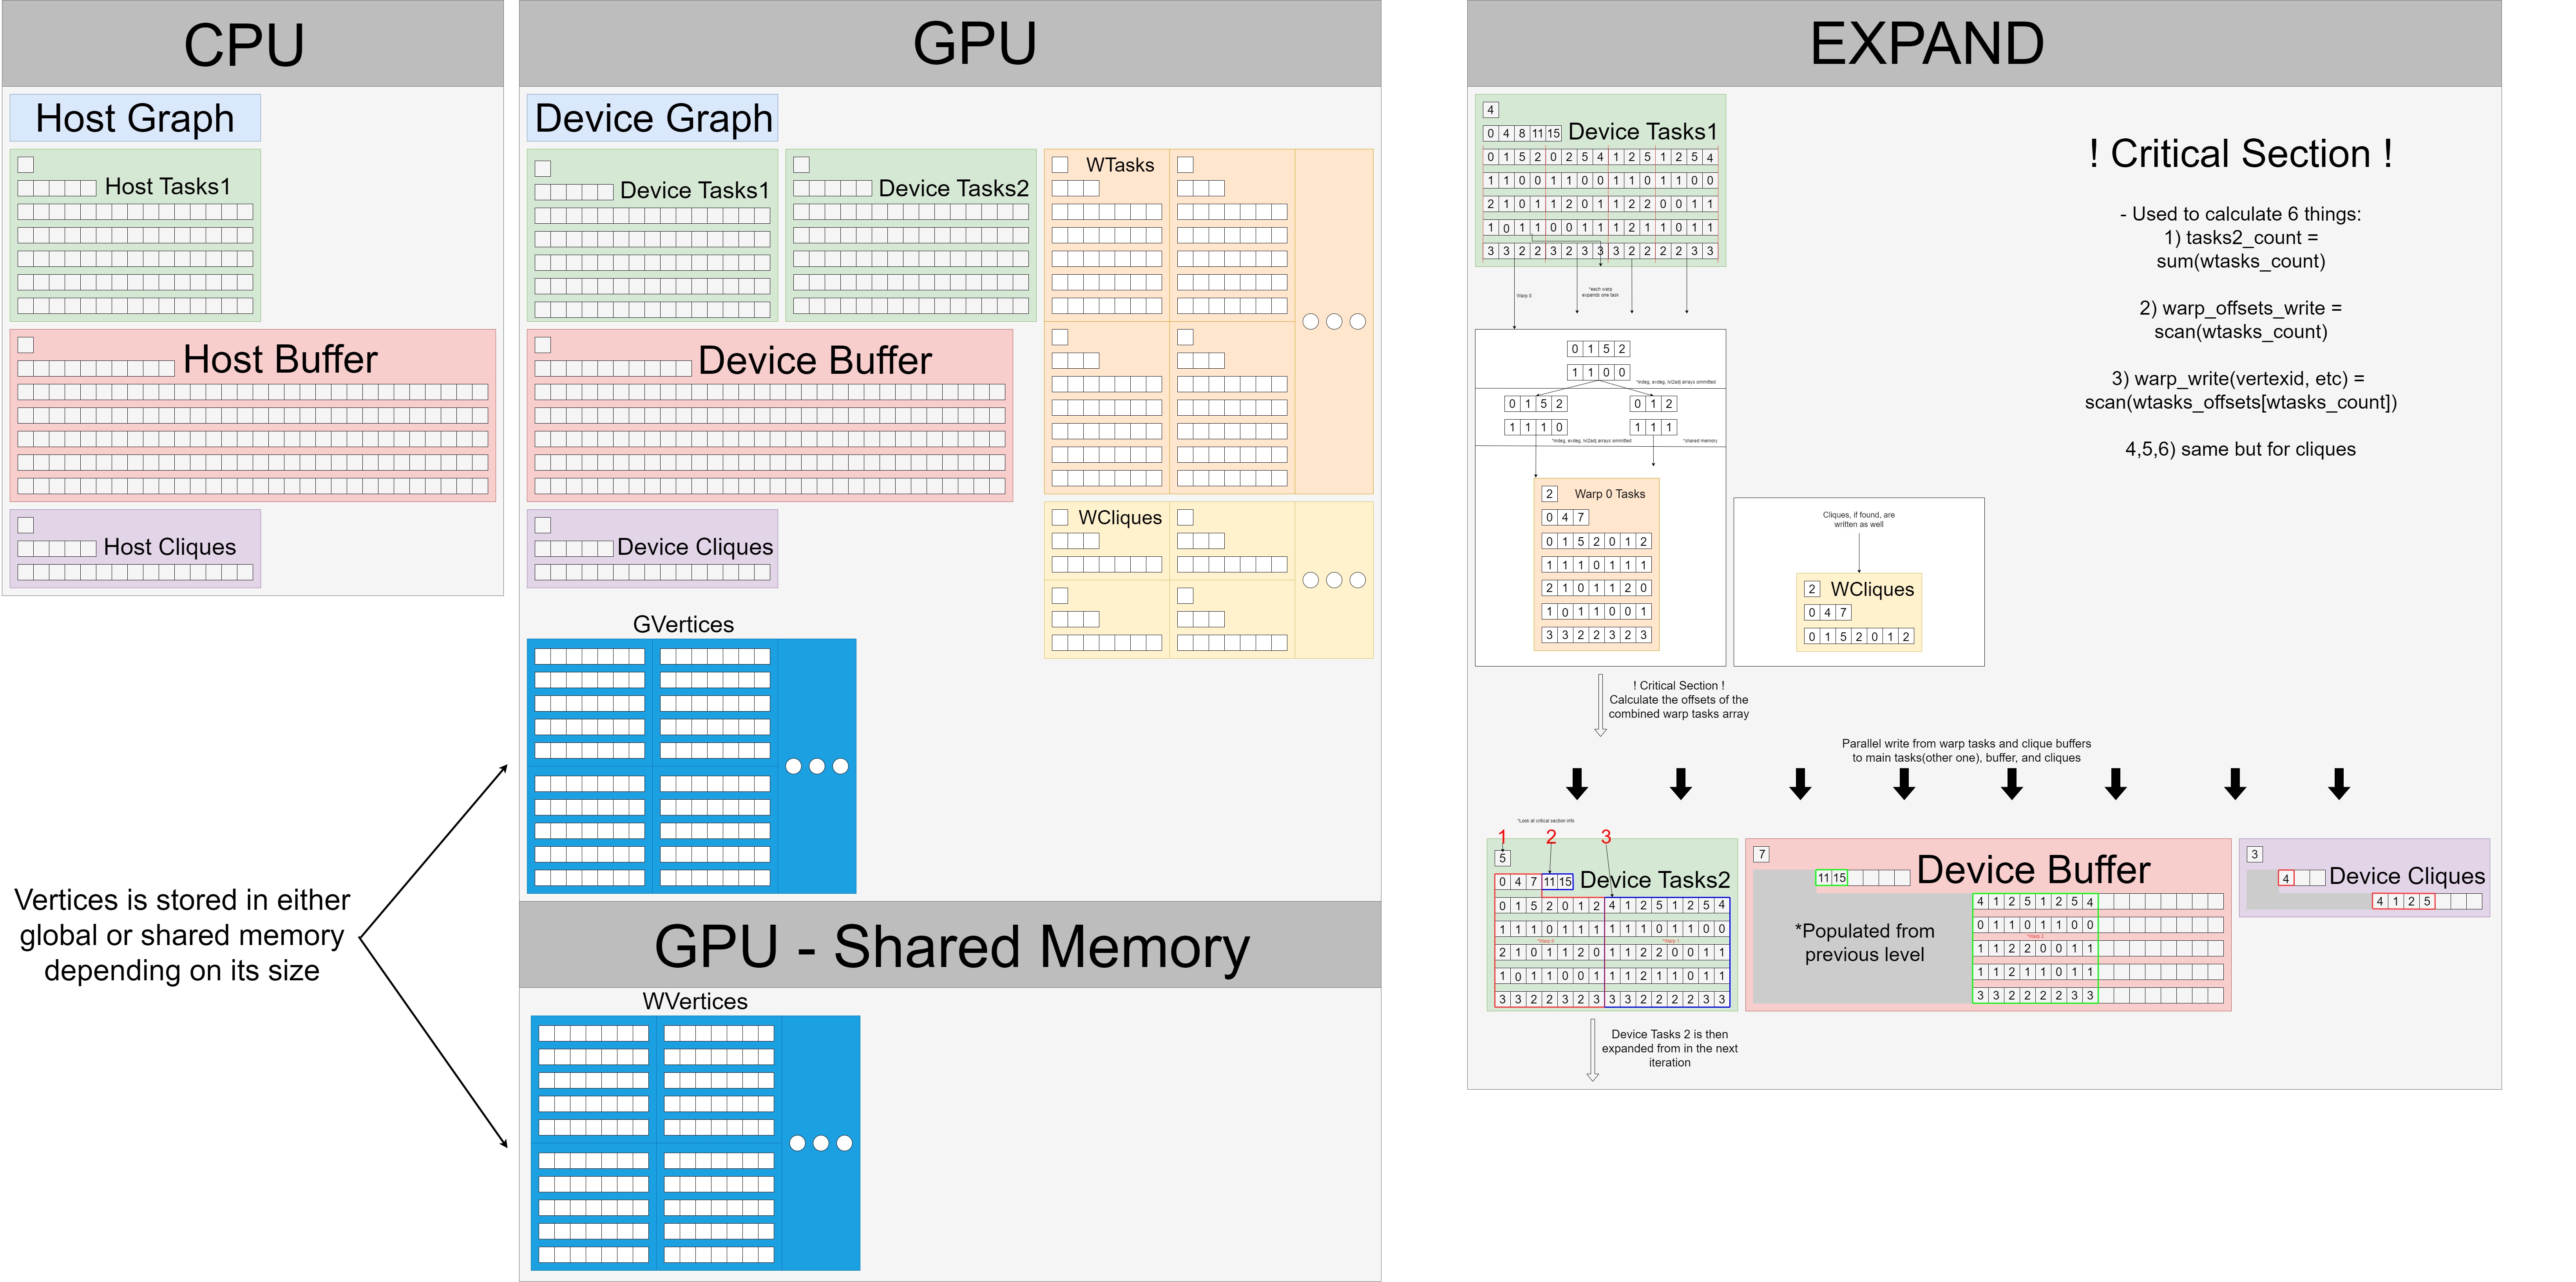 CPU
Host Graph
Host Tasks1
Host Buffer
Host Cliques
Vertices is stored in either
global or shared memory
depending on its size
GPU
Device Graph
Device Tasks1
Device Tasks2
WTasks
Device Buffer
WCliques
Device Cliques
GVertices
GPU - Shared Memory
WVertices
EXPAND
4
0 4 8 11 15
Device Tasks1
0 1 5 2 0 2 5 4 1 2 5 1 2 5 4
1 1 0 0 1 1 0 0 1 1 0 1 1 0 0
2 1 0 1 1 2 0 1 1 2 2 0 0 1 1
1 0 1 1 0 0 1 1 1 2 1 1 0 1 1
3 3 2 2 3 2 3 3 3 2 2 2 2 3 3
Warp 0
*each warp
expands one task
0 1 5 2
1 1 0 0
*indeg, exdeg, lvl2adj arrays ommitted
0 1 5 2
0 1 2
1 1 1 0
1 1 1
*indeg, exdeg, lvl2adj arrays ommitted
*shared memory
2
Warp 0 Tasks
0 4 7
0 1 5 2 0 1 2
1 1 1 0 1 1 1
2 1 0 1 1 2 0
1 0 1 1 0 0 1
3 3 2 2 3 2 3
Cliques, if found, are
written as well
2
WCliques
0 4 7
0 1 5 2 0 1 2
! Critical Section !
- Used to calculate 6 things:
1) tasks2_count =
sum(wtasks_count)
2) warp_offsets_write =
scan(wtasks_count)
3) warp_write(vertexid, etc) =
scan(wtasks_offsets[wtasks_count])
4,5,6) same but for cliques
! Critical Section !
Calculate the offsets of the
combined warp tasks array
Parallel write from warp tasks and clique buffers
to main tasks(other one), buffer, and cliques
*Look at critical section info
1
2
3
5
0 4 7 11 15
Device Tasks2
0 1 5 2 0 1 2 4 1 2 5 1 2 5 4
1 1 1 0 1 1 1 1 1 1 0 1 1 0 0
*Warp 0
*Warp 1
2 1 0 1 1 2 0 1 1 2 2 0 0 1 1
1 0 1 1 0 0 1 1 1 2 1 1 0 1 1
3 3 2 2 3 2 3 3 3 2 2 2 2 3 3
7
11 15
Device Buffer
*Populated from
previous level
4 1 2 5 1 2 5 4
0 1 1 0 1 1 0 0
*Warp 2
1 1 2 2 0 0 1 1
1 1 2 1 1 0 1 1
3 3 2 2 2 2 3 3
3
4
Device Cliques
4 1 2 5
Device Tasks 2 is then
expanded from in the next
iteration